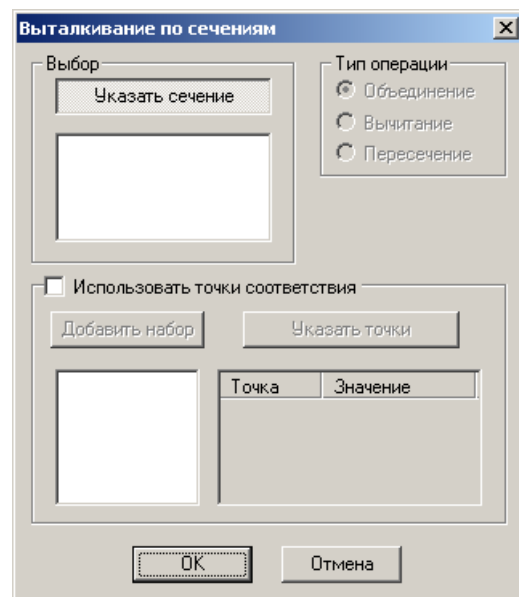 Выталкивание по сечениям
Выбор
Указать сечение
Тип операции
Объединение
Вычитание
Пересечение
Использовать точки соответствия
Добавить набор
Указать точки
Точка Значение
OK
Отмена